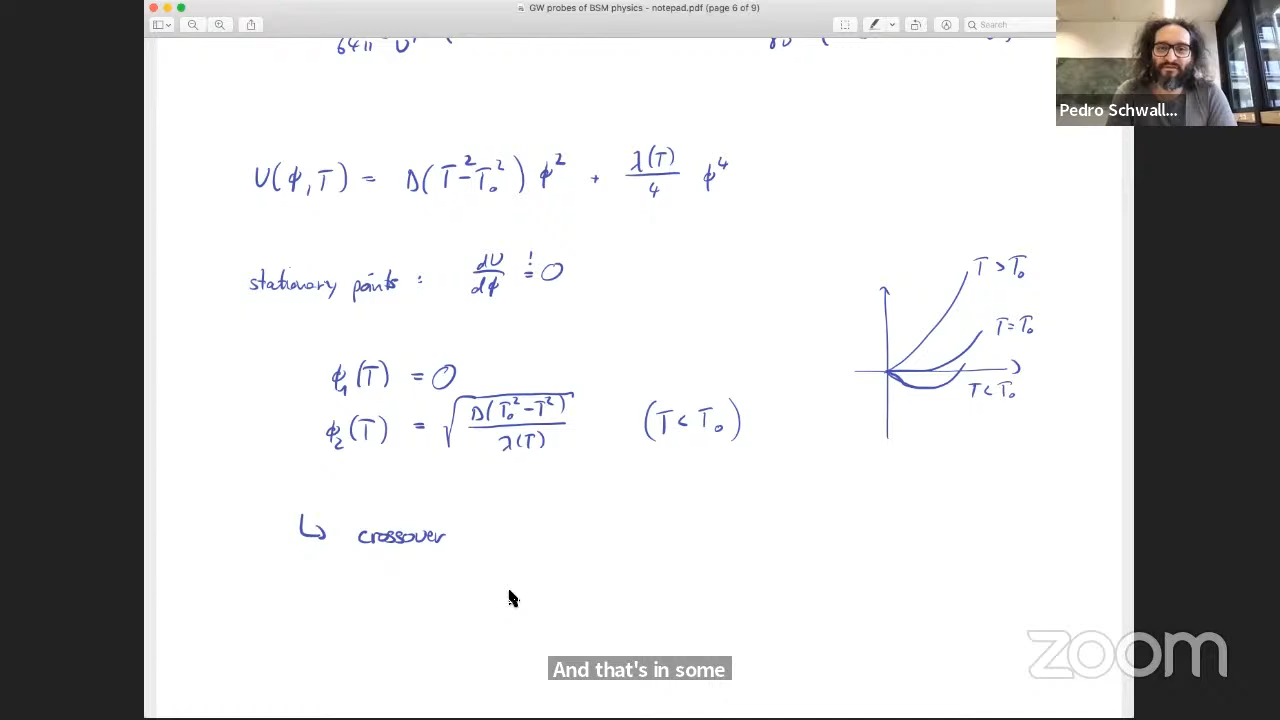 GW probes of BSM physics - notepad.pdf (page 6 of 9)
Search
Pedro Schwall...
U(ϕ,T) = D(T²-T₀²) ϕ² + λ(T)/4 ϕ⁴
stationary points : dU/dϕ != 0
T > T₀
T = T₀
T < T₀
ϕ₁(T) = 0
ϕ₂(T) = √(D(T₀²-T²)/λ(T)) (T < T₀)
↳ crossover
And that's in some
zoom